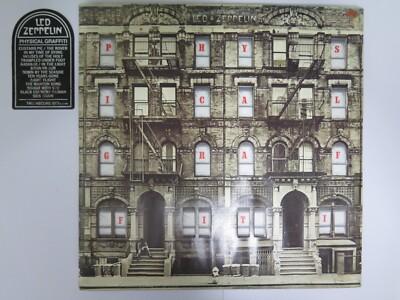 LED
ZEPPELIN
PHYSICAL GRAFFITI
CUSTARD PIE / THE ROVER
IN MY TIME OF DYING
HOUSES OF THE HOLY
TRAMPLED UNDER FOOT
KASHMIR / IN THE LIGHT
BRON-YR-AUR
DOWN BY THE SEASIDE
TEN YEARS GONE
NIGHT FLIGHT
THE WANTON SONG
BOOGIE WITH STU
BLACK COUNTRY WOMAN
SICK AGAIN
LED ZEPPELIN
P H Y S
I C A L
G R A F
F I T I